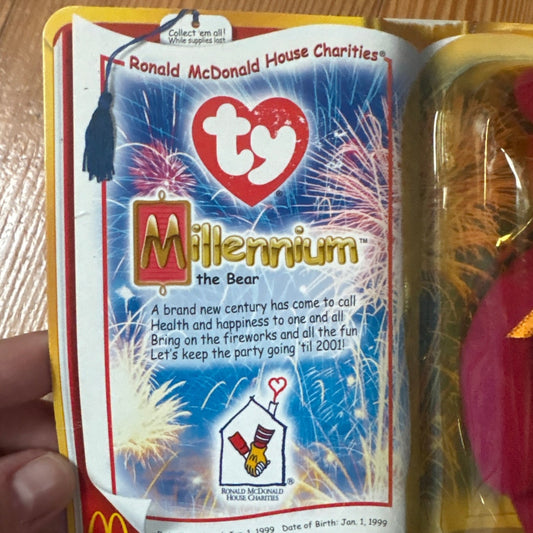 Collect 'em all!
While supplies last.
Ronald McDonald House Charities®
ty
Millennium™
the Bear
A brand new century has come to call
Health and happiness to one and all
Bring on the fireworks and all the fun
Let's keep the party going 'til 2001!
RONALD MCDONALD
HOUSE CHARITIES®
1999 Date of Birth: Jan. 1, 1999